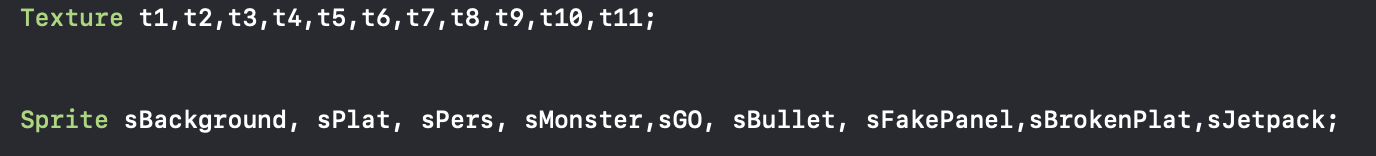 Texture t1,t2,t3,t4,t5,t6,t7,t8,t9,t10,t11;
Sprite sBackground, sPlat, sPers, sMonster,sGO, sBullet, sFakePanel,sBrokenPlat,sJetpack;